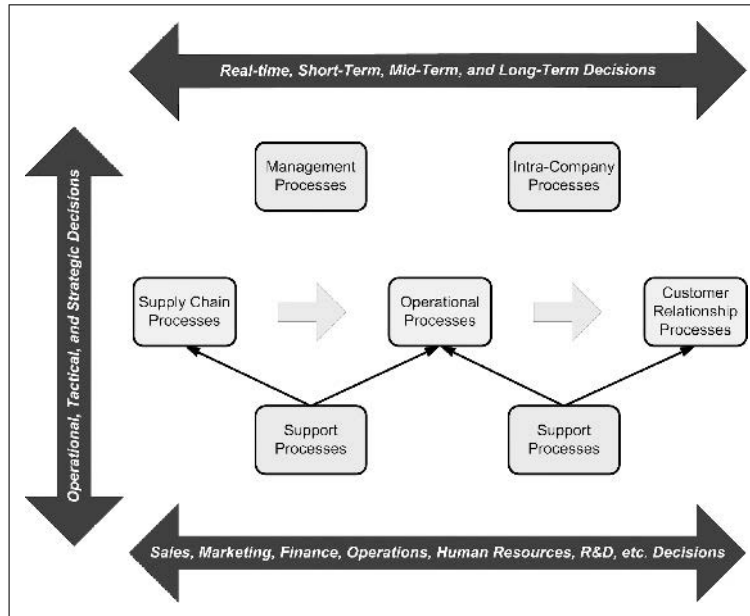 Real-time, Short-Term, Mid-Term, and Long-Term Decisions
Operational, Tactical, and Strategic Decisions
Management
Processes
Intra-Company
Processes
Supply Chain
Processes
Operational
Processes
Customer
Relationship
Processes
Support
Processes
Support
Processes
Sales, Marketing, Finance, Operations, Human Resources, R&D, etc. Decisions